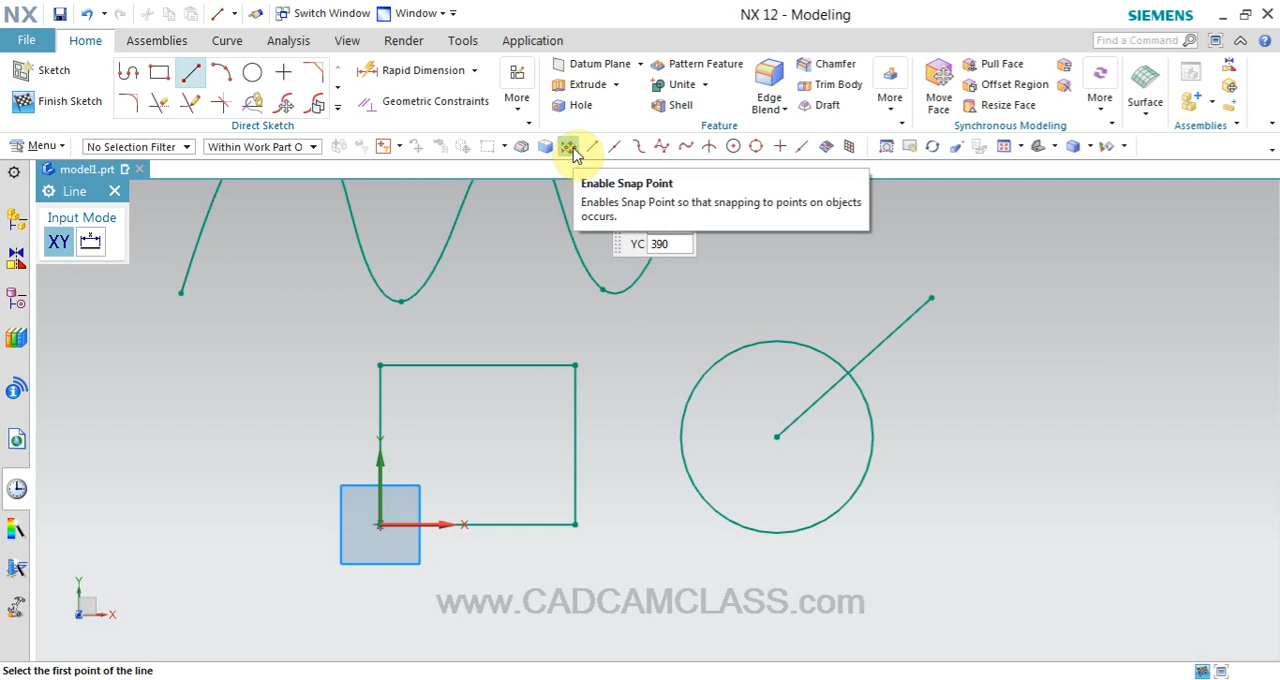 NX
Switch Window
Window
NX 12 - Modeling
SIEMENS
File
Home
Assemblies
Curve
Analysis
View
Render
Tools
Application
Find a Command
Sketch
Finish Sketch
Direct Sketch
Rapid Dimension
Geometric Constraints
More
Datum Plane
Extrude
Hole
Pattern Feature
Unite
Shell
Edge
Blend
Chamfer
Trim Body
Draft
More
Feature
Move
Face
Pull Face
Offset Region
Resize Face
More
Synchronous Modeling
Surface
Assemblies
Menu
No Selection Filter
Within Work Part O
model1.prt
Line
Input Mode
XY
Enable Snap Point
Enables Snap Point so that snapping to points on objects
occurs.
YC 390
Y
X
Y
X
Z
www.CADCAMCLASS.com
Select the first point of the line